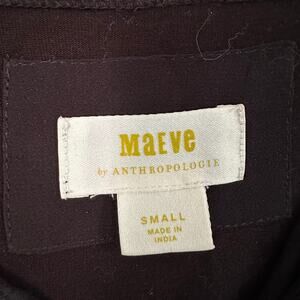 MaEve
by ANTHROPOLOGIE
SMALL
MADE IN
INDIA